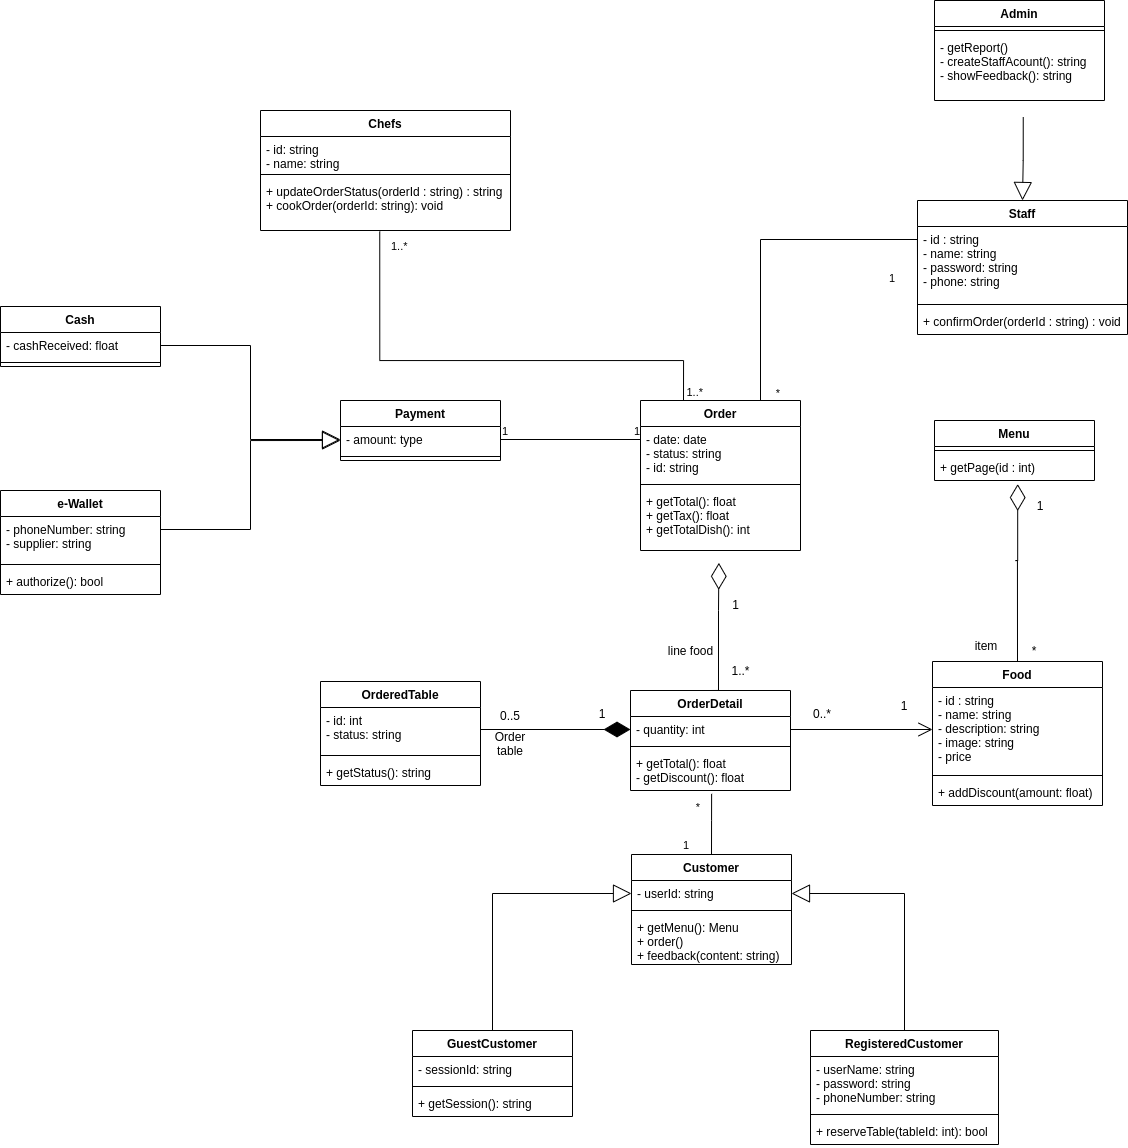 Admin
- getReport()
- createStaffAcount(): string
- showFeedback(): string
Chefs
- id: string
- name: string
+ updateOrderStatus(orderId : string) : string
+ cookOrder(orderId: string): void
1..*
Staff
- id : string
- name: string
- password: string
- phone: string
+ confirmOrder(orderId : string) : void
1
Cash
- cashReceived: float
1..*
*
Payment
- amount: type
1
1
Order
- date: date
- status: string
- id: string
+ getTotal(): float
+ getTax(): float
+ getTotalDish(): int
Menu
+ getPage(id : int)
1
-
item
*
e-Wallet
- phoneNumber: string
- supplier: string
+ authorize(): bool
1
line food
1..*
OrderedTable
- id: int
- status: string
+ getStatus(): string
0..5
Order
table
1
OrderDetail
- quantity: int
+ getTotal(): float
- getDiscount(): float
0..*
1
Food
- id : string
- name: string
- description: string
- image: string
- price
+ addDiscount(amount: float)
*
1
Customer
- userId: string
+ getMenu(): Menu
+ order()
+ feedback(content: string)
GuestCustomer
- sessionId: string
+ getSession(): string
RegisteredCustomer
- userName: string
- password: string
- phoneNumber: string
+ reserveTable(tableId: int): bool